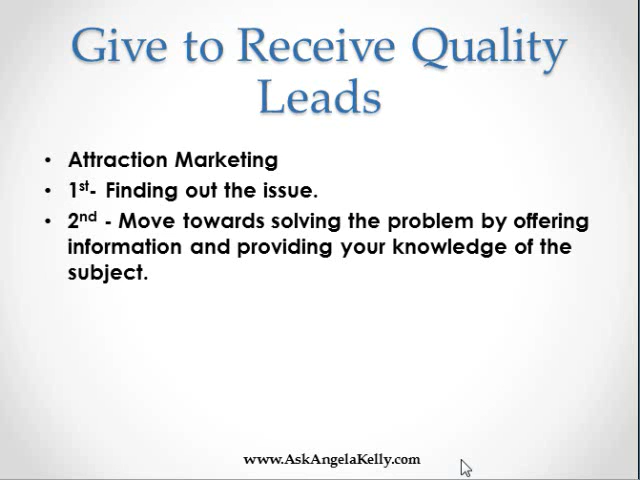 Give to Receive Quality
Leads
• Attraction Marketing
• 1st- Finding out the issue.
• 2nd - Move towards solving the problem by offering
information and providing your knowledge of the
subject.
www.AskAngelaKelly.com